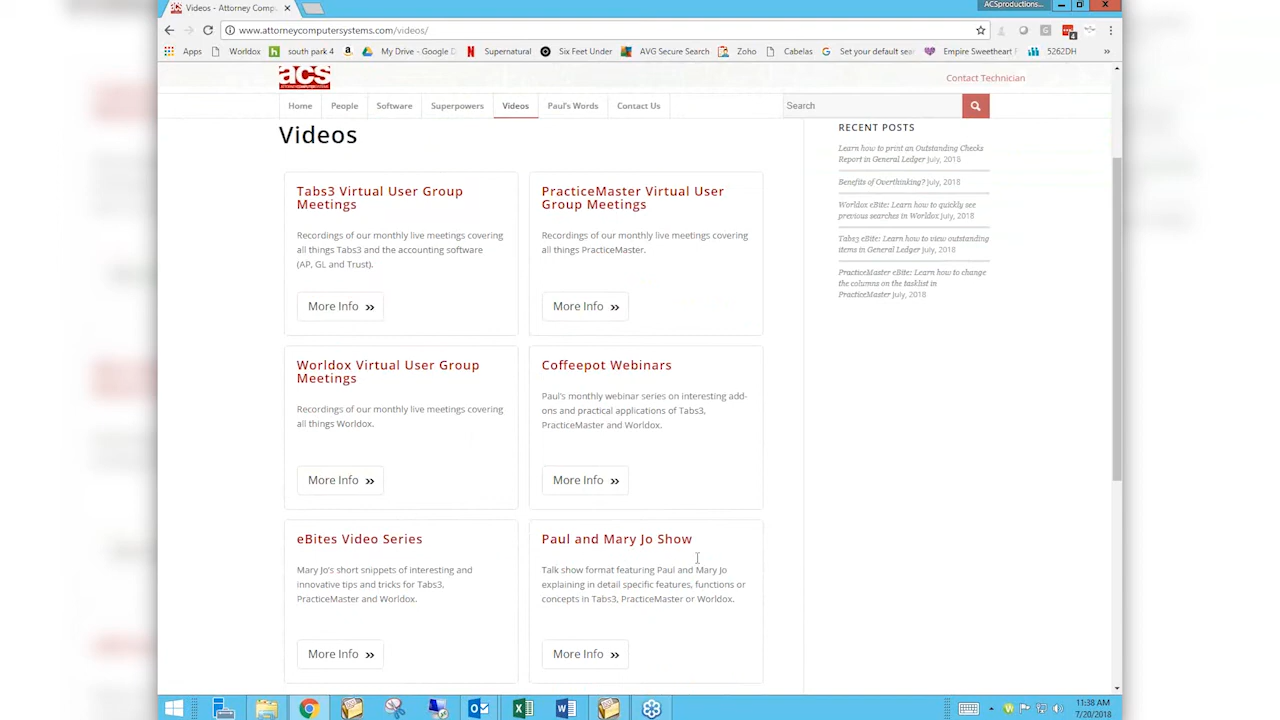 Videos - Attorney Comp
ACSproductions...
www.attorneycomputersystems.com/videos/
Apps Worldox south park 4 My Drive - Google D Supernatural Six Feet Under AVG Secure Search Zoho Cabelas Set your default sea Empire Sweetheart F 5262DH »
acs
Contact Technician
Home People Software Superpowers Videos Paul's Words Contact Us Search
Videos
Tabs3 Virtual User Group
Meetings
Recordings of our monthly live meetings covering
all things Tabs3 and the accounting software
(AP, GL and Trust).
More Info »
PracticeMaster Virtual User
Group Meetings
Recordings of our monthly live meetings covering
all things PracticeMaster.
More Info »
Worldox Virtual User Group
Meetings
Recordings of our monthly live meetings covering
all things Worldox.
More Info »
Coffeepot Webinars
Paul's monthly webinar series on interesting add-
ons and practical applications of Tabs3,
PracticeMaster and Worldox.
More Info »
eBites Video Series
Mary Jo's short snippets of interesting and
innovative tips and tricks for Tabs3,
PracticeMaster and Worldox.
More Info »
Paul and Mary Jo Show
Talk show format featuring Paul and Mary Jo
explaining in detail specific features, functions or
concepts in Tabs3, PracticeMaster or Worldox.
More Info »
RECENT POSTS
Learn how to print an Outstanding Checks
Report in General Ledger July, 2018
Benefits of Overthinking? July, 2018
Worldox eBite: Learn how to quickly see
previous searches in Worldox July, 2018
Tabs3 eBite: Learn how to view outstanding
items in General Ledger July, 2018
PracticeMaster eBite: Learn how to change
the columns on the tasklist in
PracticeMaster July, 2018
11:38 AM
7/20/2018